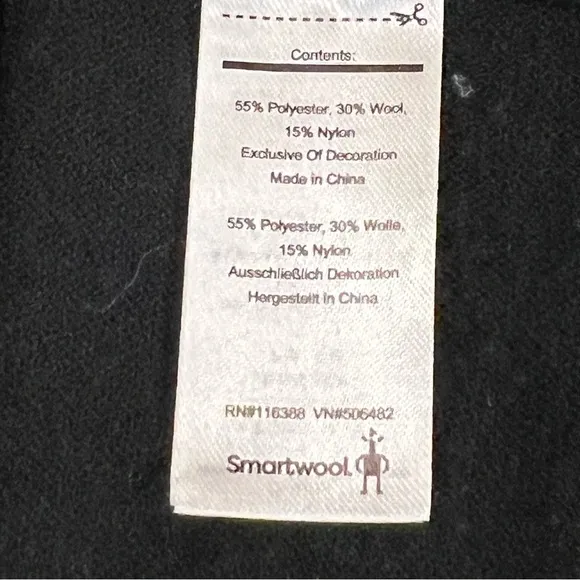 Contents:
55% Polyester, 30% Wool,
15% Nylon
Exclusive Of Decoration
Made in China
55% Polyester, 30% Wolle,
15% Nylon
Ausschließlich Dekoration
Hergestellt in China
RN#116388 VN#506482
Smartwool.